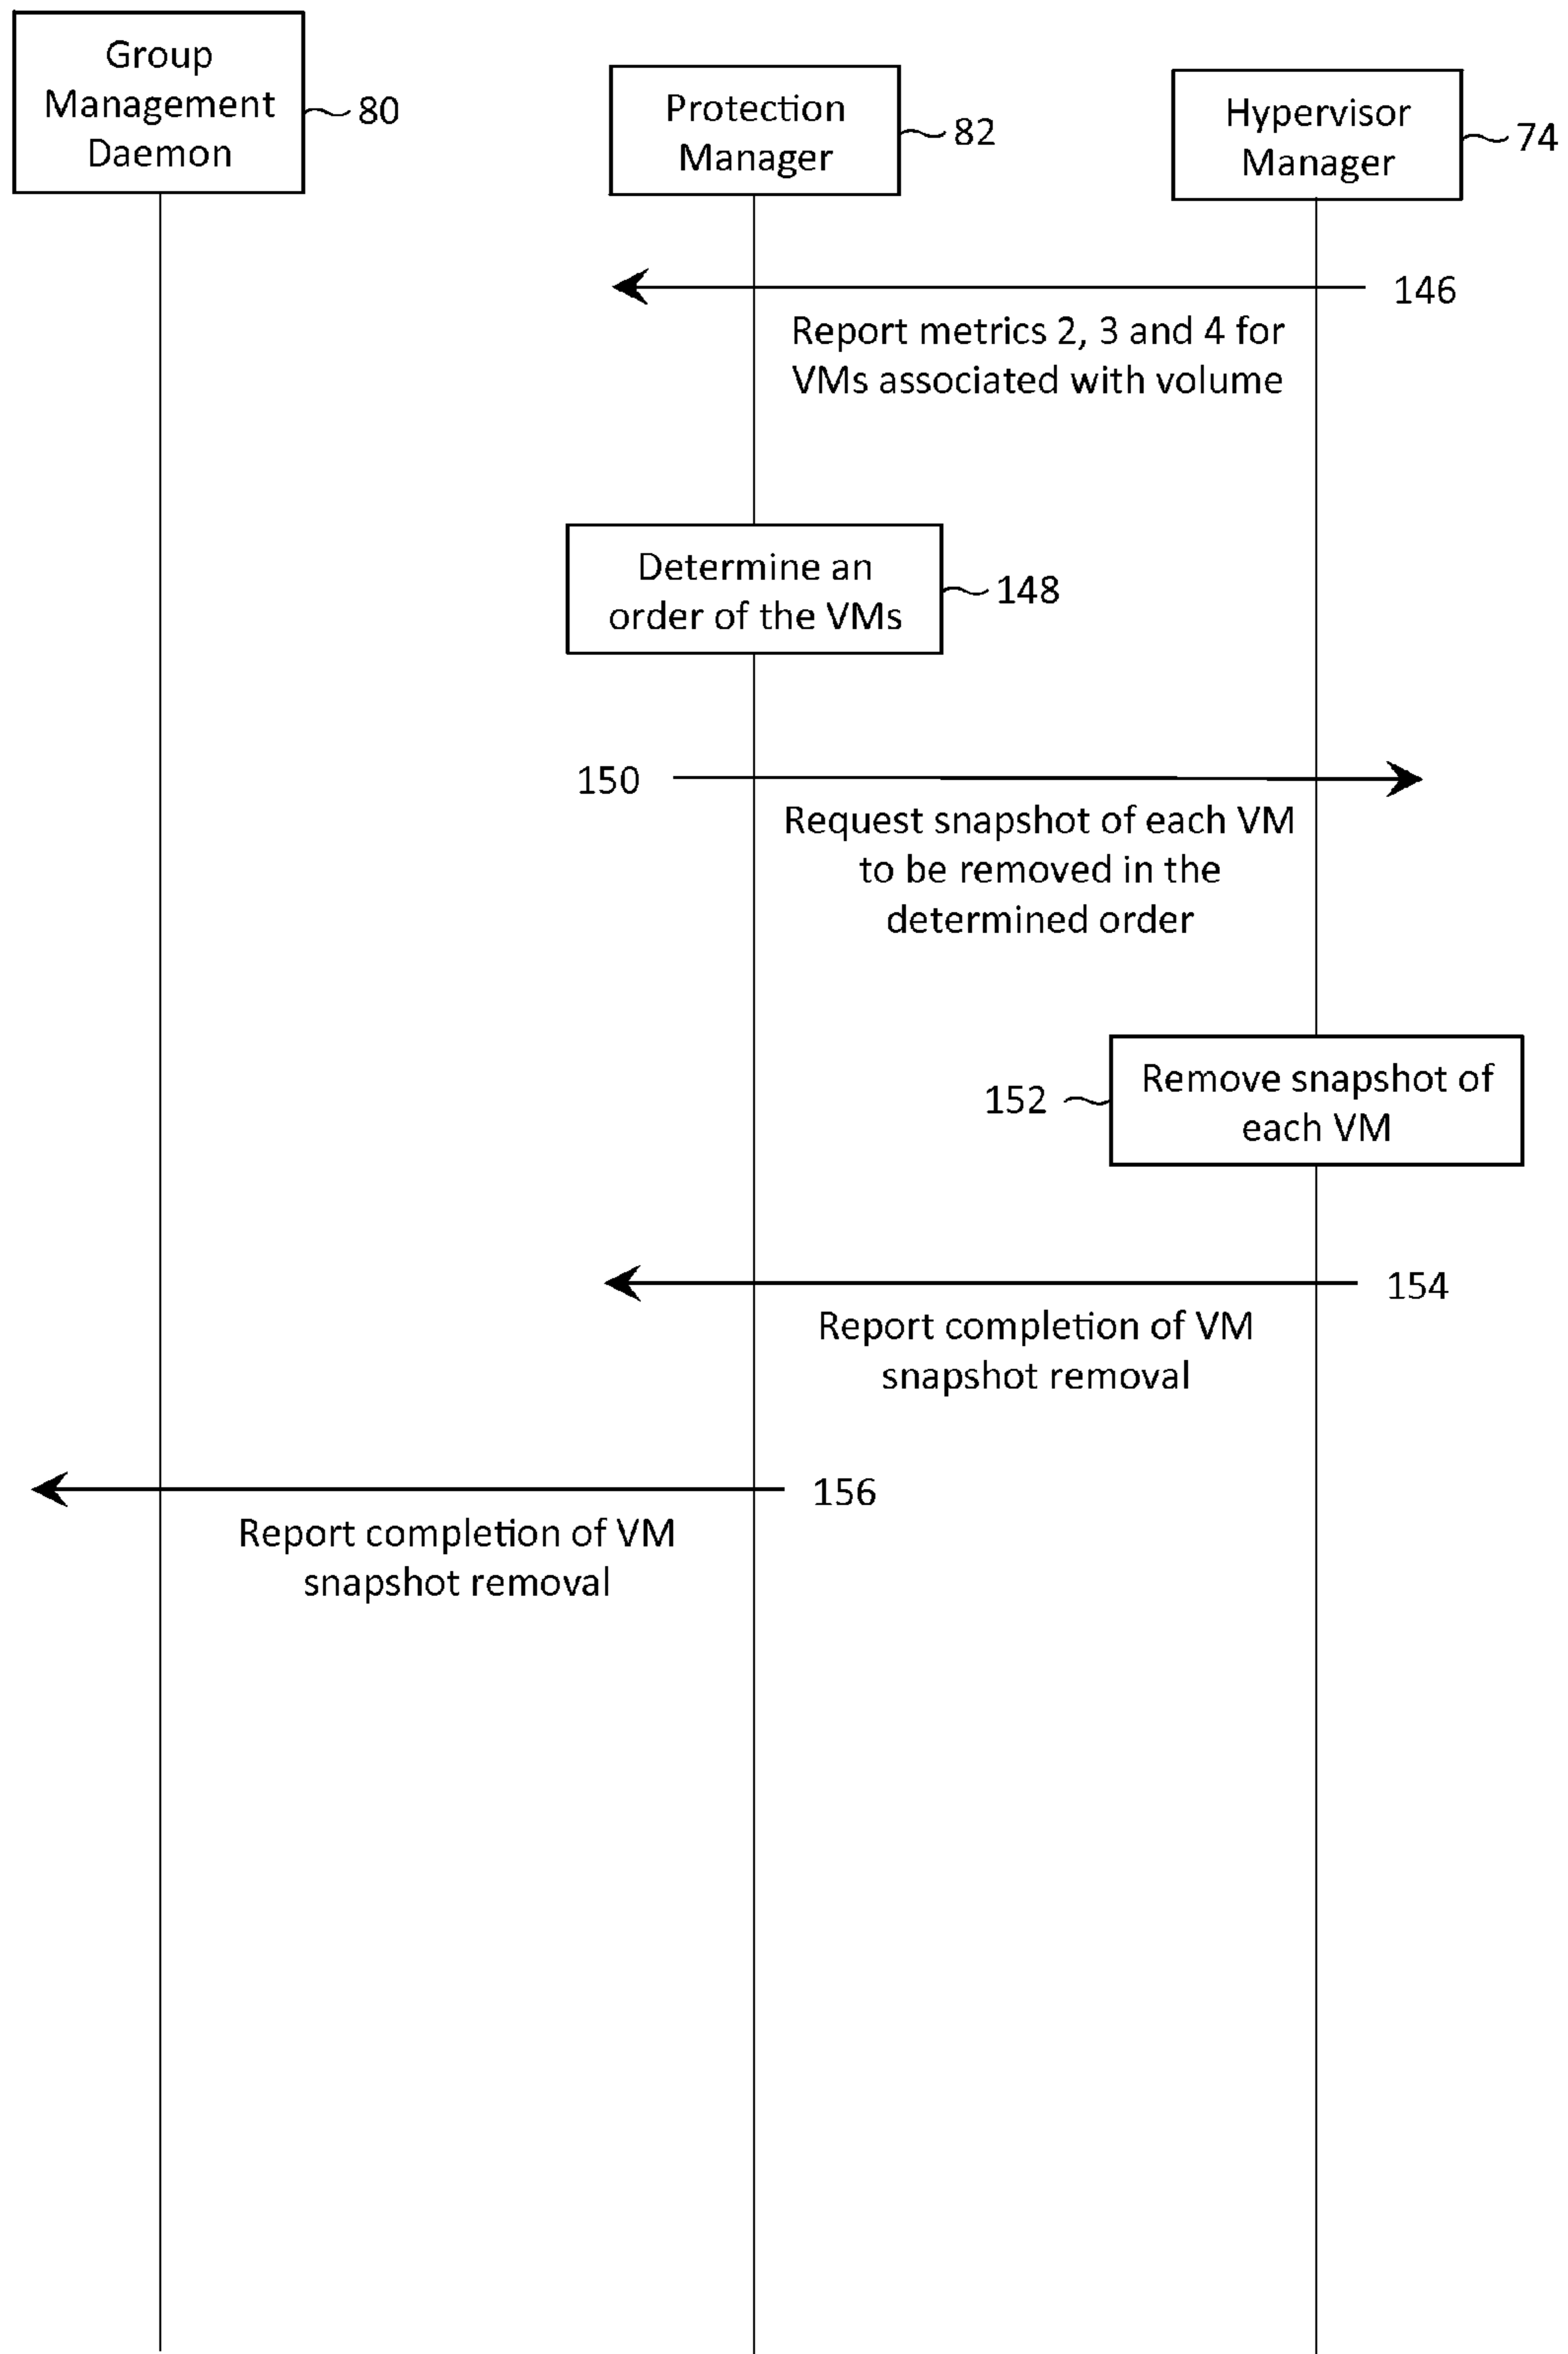 Group
Management
Daemon
80
Protection
Manager
82
Hypervisor
Manager
74
146
Report metrics 2, 3 and 4 for
VMs associated with volume
Determine an
order of the VMs
148
150
Request snapshot of each VM
to be removed in the
determined order
152
Remove snapshot of
each VM
154
Report completion of VM
snapshot removal
156
Report completion of VM
snapshot removal